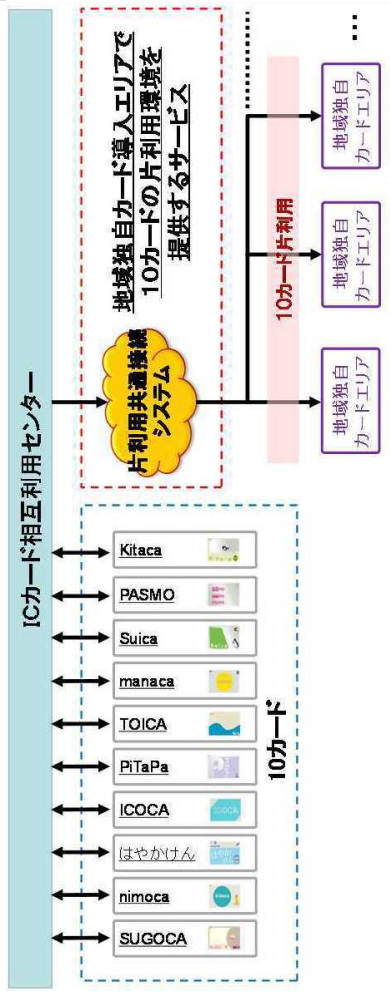 ICカード相互利用センター
Kitaca
PASMO
Suica
manaca
TOICA
PiTaPa
ICOCA
はやかけん
nimoca
SUGOCA
10カード
片利用共通接続
システム
地域独自カード導入エリアで
10カードの片利用環境を
提供するサービス
10カード片利用
地域独自
カードエリア
地域独自
カードエリア
地域独自
カードエリア
…